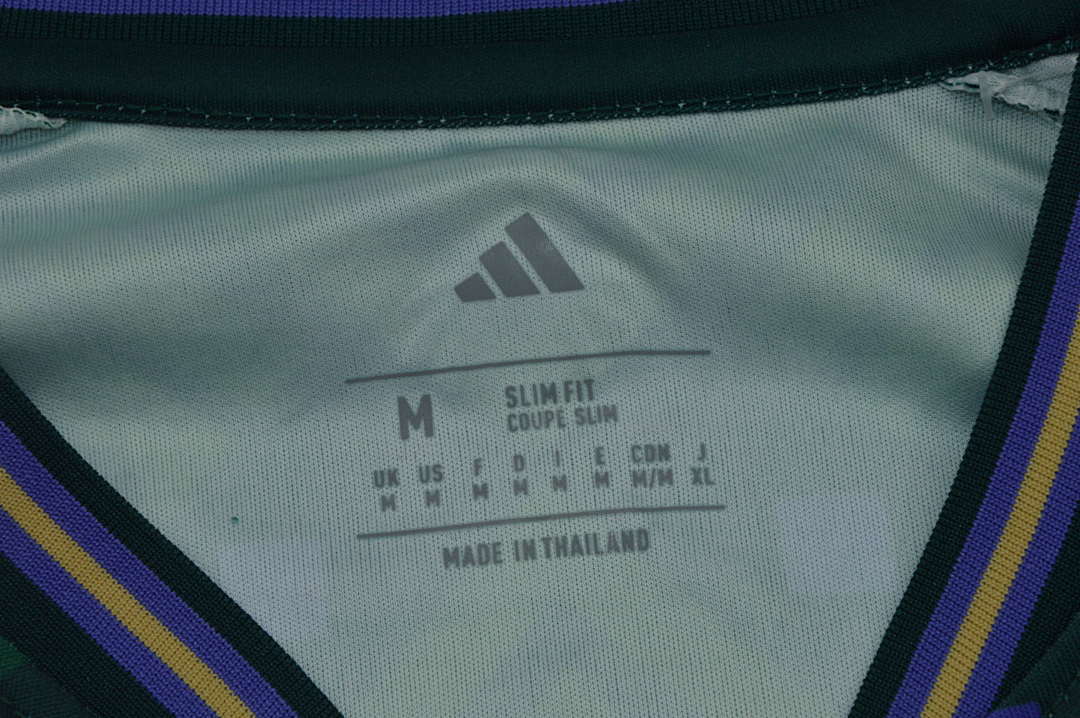 M
SLIM FIT
COUPE SLIM
UK US F D I E CDN J
M M M M M M M/M XL
MADE IN THAILAND